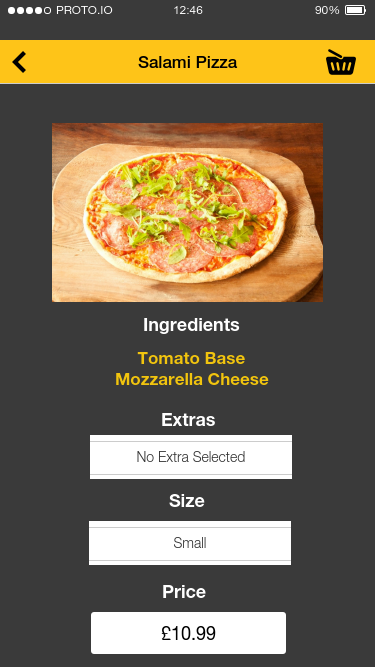 PROTO.IO 12:46 90%
Salami Pizza
Ingredients
Tomato Base
Mozzarella Cheese
Extras
No Extra Selected
Size
Small
Price
£10.99